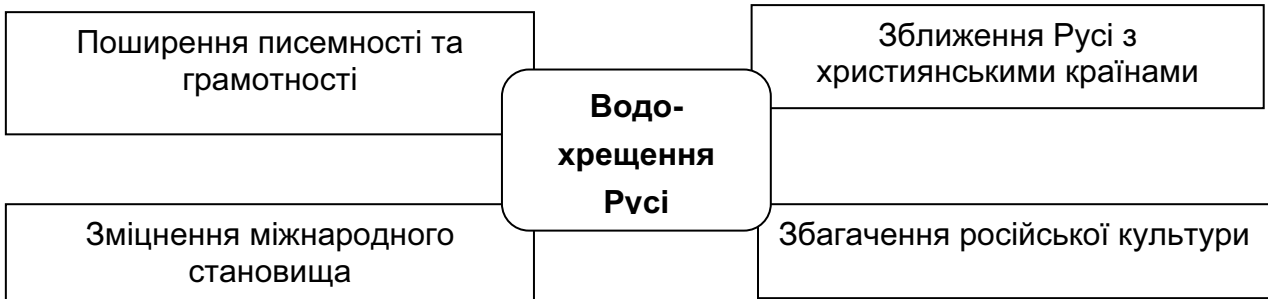 Поширення писемності та
грамотності
Зближення Русі з
християнськими країнами
Водо-
хрещення
Русі
Зміцнення міжнародного
становища
Збагачення російської культури